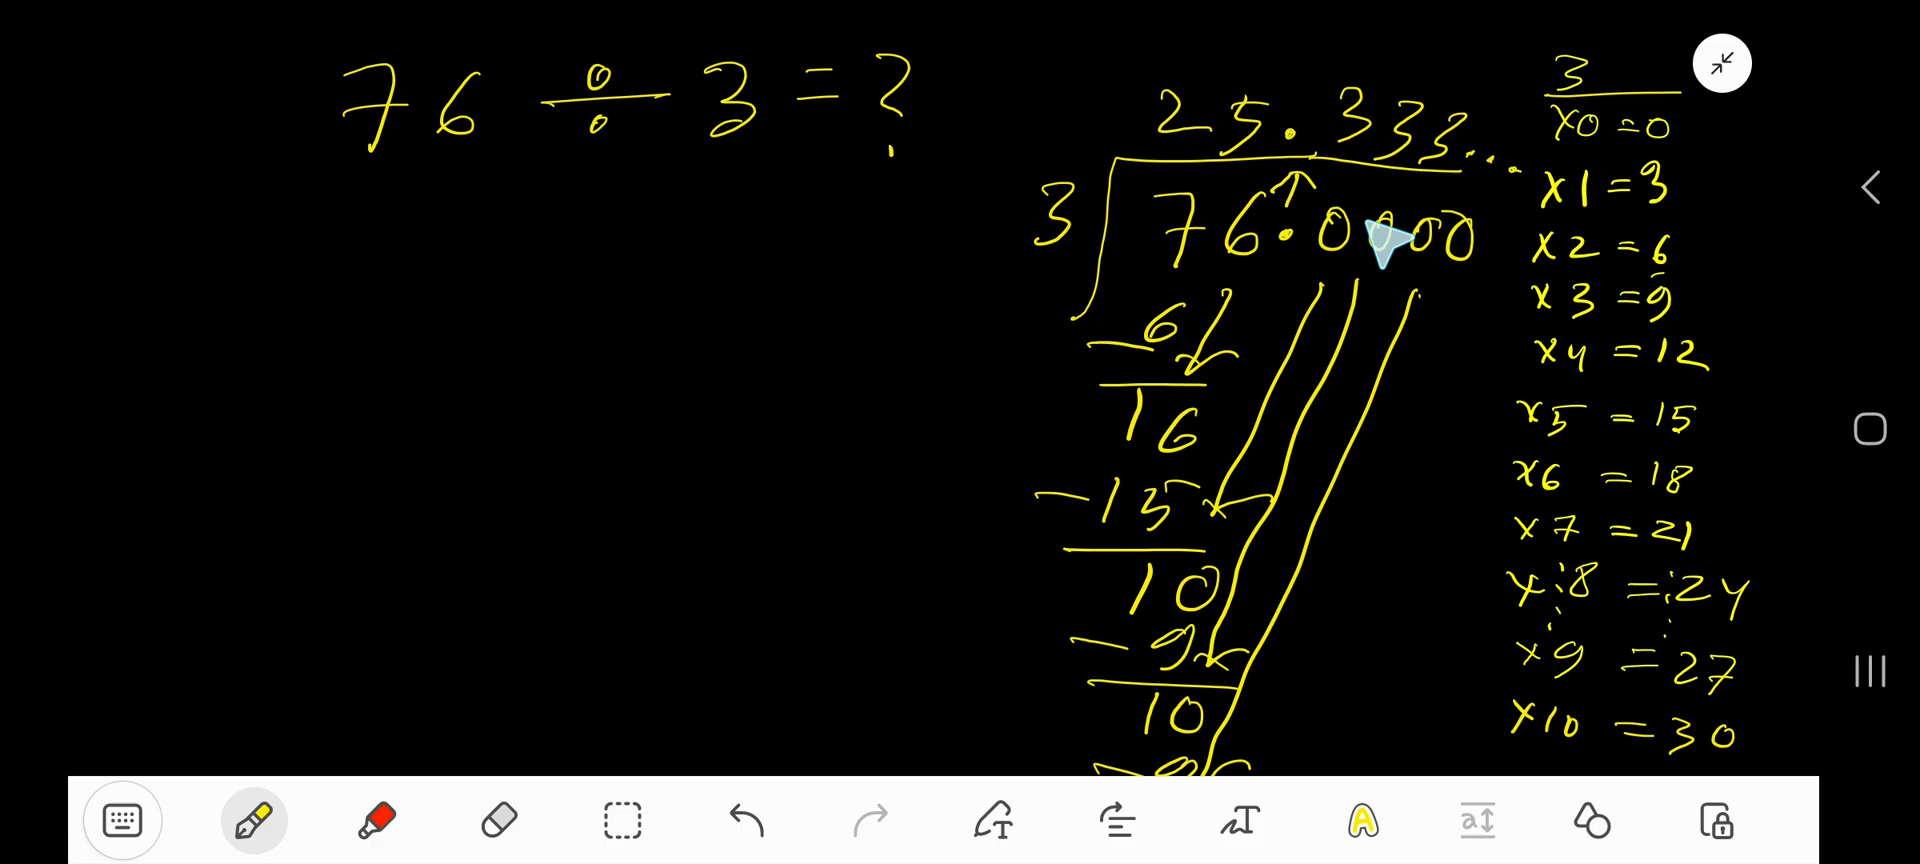 76 ÷ 3 = ?
25.333...
3 76.0000
- 6
16
- 15
10
- 9
10
- 9
3
x0 = 0
x1 = 3
x2 = 6
x3 = 9
x4 = 12
x5 = 15
x6 = 18
x7 = 21
x8 = 24
x9 = 27
x10 = 30